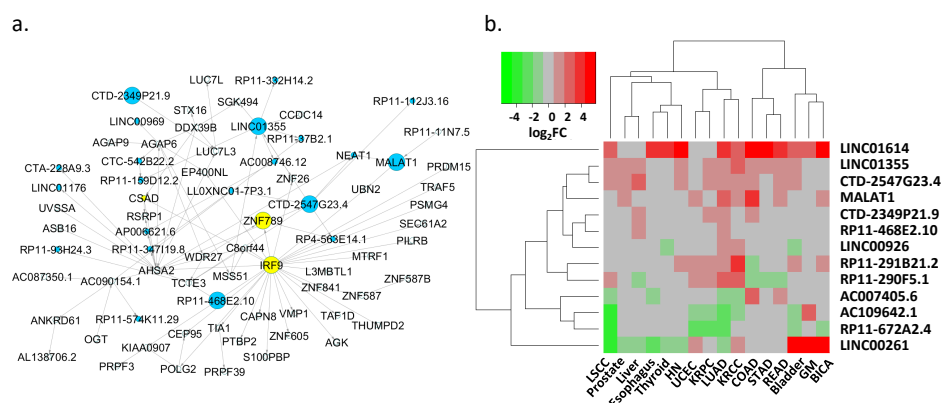 a.
b.
LUC7L
RP11-332H14.2
CTD-2349P21.9
SGK494
RP11-112J3.16
STX16
CCDC14
LINC00969
DDX39B
LINC01355
RP11-37B2.1
RP11-11N7.5
AGAP9
AGAP6
LUC7L3
NEAT1
MALAT1
CTC-542B22.2
AC008746.12
CTA-228A9.3
EP400NL
PRDM15
RP11-159D12.2
ZNF26
LINC01176
LL0XNC01-7P3.1
UBN2
TRAF5
CSAD
CTD-2547G23.4
UVSSA
RSRP1
PSMG4
ZNF789
ASB16
AP006621.6
SEC61A2
RP4-563E14.1
RP11-93H24.3
RP11-347I19.8
C8orf44
PILRB
WDR27
MTRF1
AHSA2
IRF9
AC087350.1
AC090154.1
TCTE3
MSS51
L3MBTL1
ZNF587B
ZNF841
ZNF587
RP11-468E2.10
ANKRD61
RP11-574K11.29
CAPN8
VMP1
TAF1D
OGT
CEP95
TIA1
THUMPD2
KIAA0907
PTBP2
ZNF605
AGK
AL138706.2
S100PBP
PRPF3
POLG2
PRPF39
-4 -2 0 2 4
log2FC
LINC01614
LINC01355
CTD-2547G23.4
MALAT1
CTD-2349P21.9
RP11-468E2.10
LINC00926
RP11-291B21.2
RP11-290F5.1
AC007405.6
AC109642.1
RP11-672A2.4
LINC00261
LSCC
Prostate
Liver
Esophagus
Thyroid
HN
UCEC
KRPC
LUAD
KRCC
COAD
STAD
READ
Bladder
GM
BICA